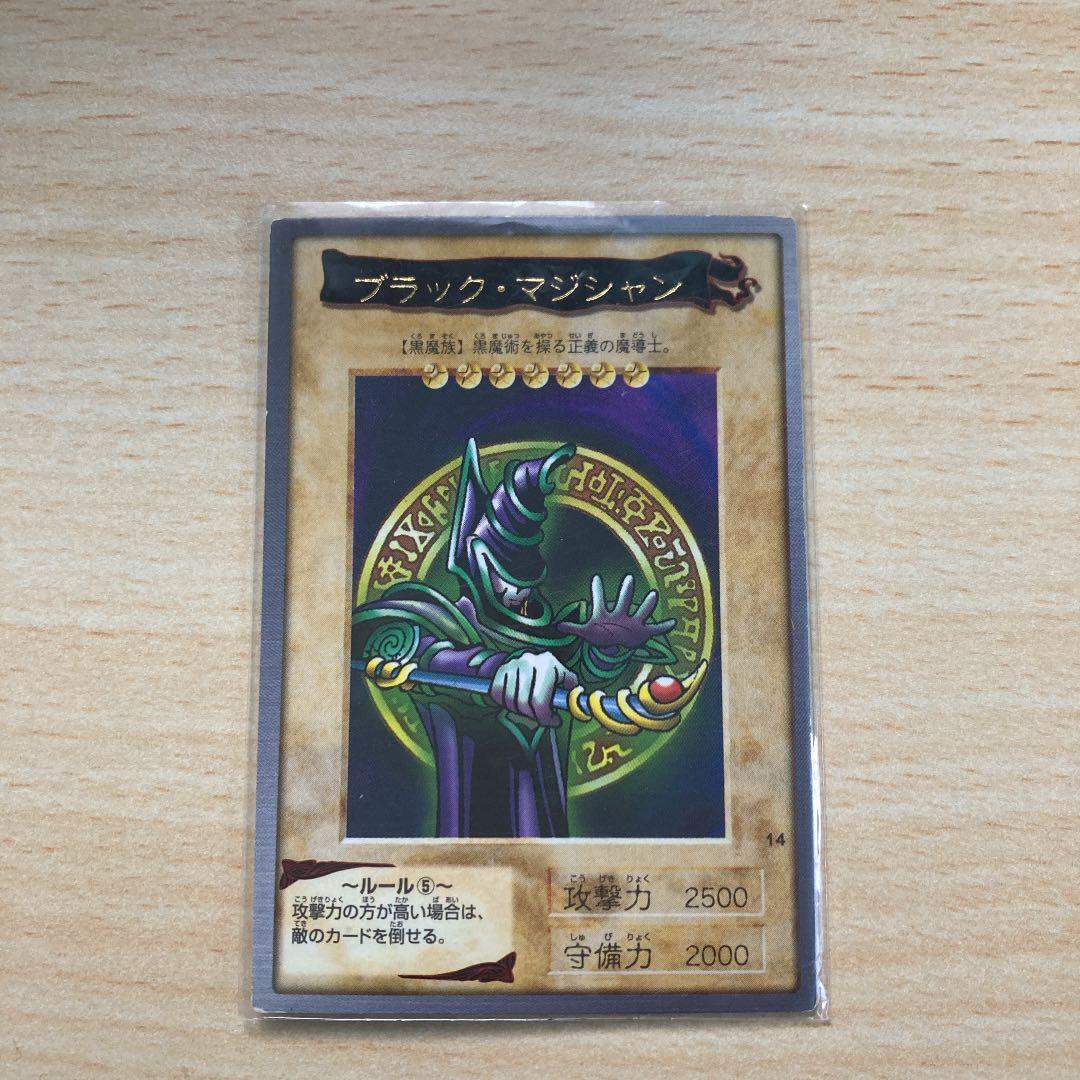 ブラック・マジシャン
【黒魔族】黒魔術を操る正義の魔導士。
14
～ルール⑤～
攻撃力の方が高い場合は、
敵のカードを倒せる。
攻撃力 2500
守備力 2000